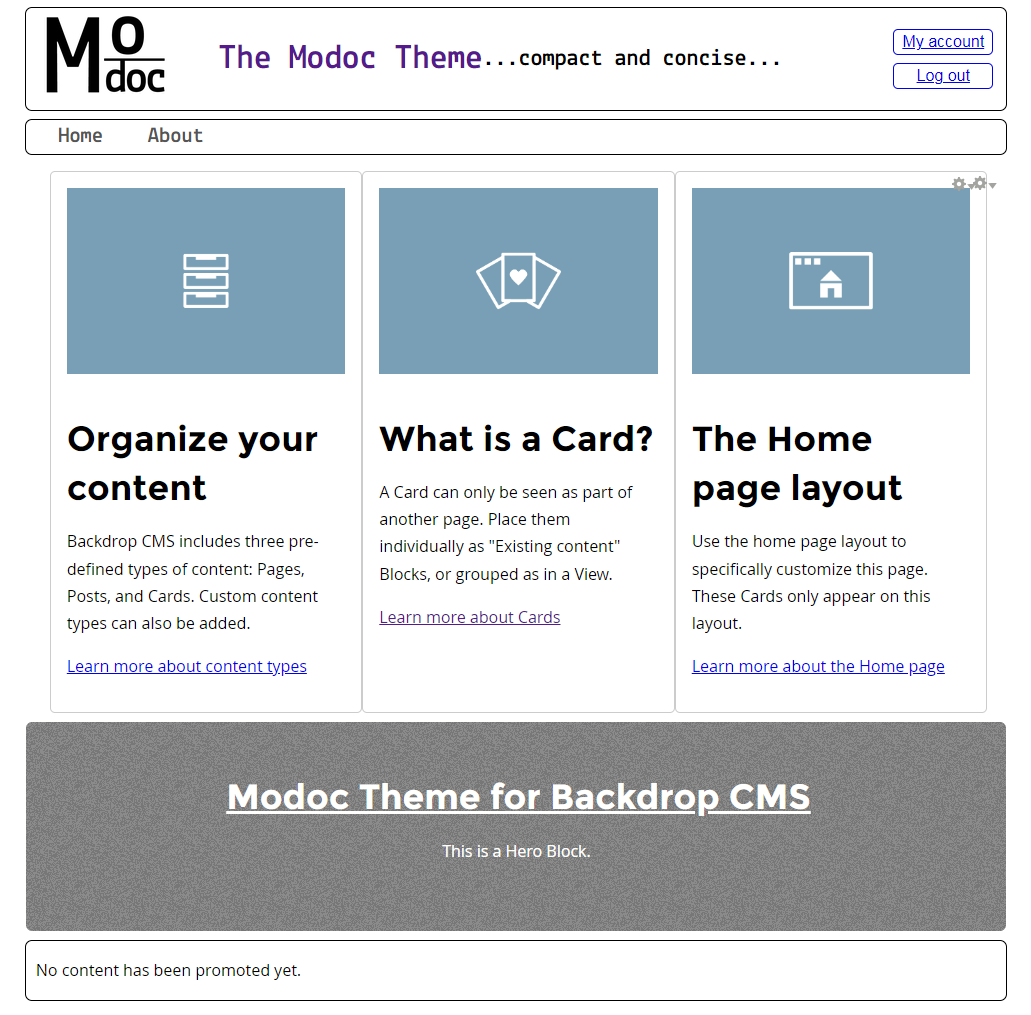 Mo
doc
The Modoc Theme...compact and concise...
My account
Log out
Home About
Organize your
content
Backdrop CMS includes three pre-
defined types of content: Pages,
Posts, and Cards. Custom content
types can also be added.
Learn more about content types
What is a Card?
A Card can only be seen as part of
another page. Place them
individually as "Existing content"
Blocks, or grouped as in a View.
Learn more about Cards
The Home
page layout
Use the home page layout to
specifically customize this page.
These Cards only appear on this
layout.
Learn more about the Home page
Modoc Theme for Backdrop CMS
This is a Hero Block.
No content has been promoted yet.